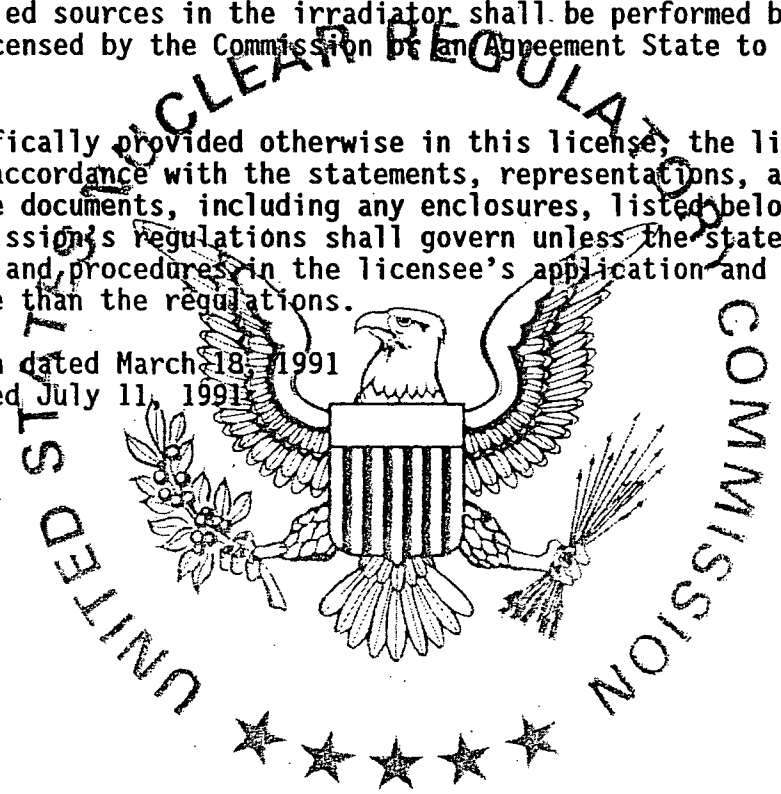 ed sources in the irradiator shall be performed b
censed by the Commission or an Agreement State to
fically provided otherwise in this license, the li
accordance with the statements, representations, a
e documents, including any enclosures, listed belo
ssion's regulations shall govern unless the state
and procedures in the licensee's application and
e than the regulations.
n dated March 18, 1991
ed July 11, 1991
UNITED STATES NUCLEAR REGULATORY COMMISSION